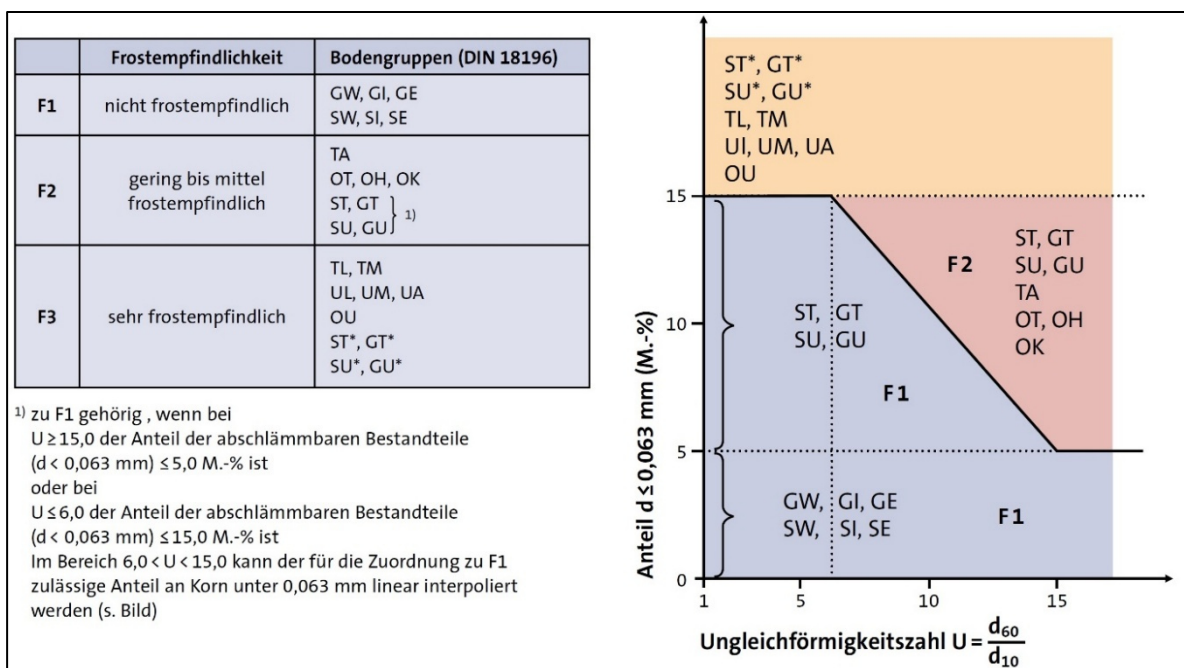 Frostempfindlichkeit Bodengruppen (DIN 18196)
F1 nicht frostempfindlich GW, GI, GE
SW, SI, SE
F2 gering bis mittel frostempfindlich TA
OT, OH, OK
ST, GT
SU, GU } 1)
F3 sehr frostempfindlich TL, TM
UL, UM, UA
OU
ST*, GT*
SU*, GU*
1) zu F1 gehörig , wenn bei
U ≥ 15,0 der Anteil der abschlämmbaren Bestandteile
(d < 0,063 mm) ≤ 5,0 M.-% ist
oder bei
U ≤ 6,0 der Anteil der abschlämmbaren Bestandteile
(d < 0,063 mm) ≤ 15,0 M.-% ist
Im Bereich 6,0 < U < 15,0 kann der für die Zuordnung zu F1
zulässige Anteil an Korn unter 0,063 mm linear interpoliert
werden (s. Bild)
Anteil d ≤ 0,063 mm (M.-%)
ST*, GT*
SU*, GU*
TL, TM
Ul, UM, UA
OU
15
F2
ST, GT
SU, GU
TA
OT, OH
OK
ST, GT
SU, GU
10
F1
5
GW, GI, GE
SW, SI, SE
F1
0
1 5 10 15
Ungleichförmigkeitszahl U = d60/d10